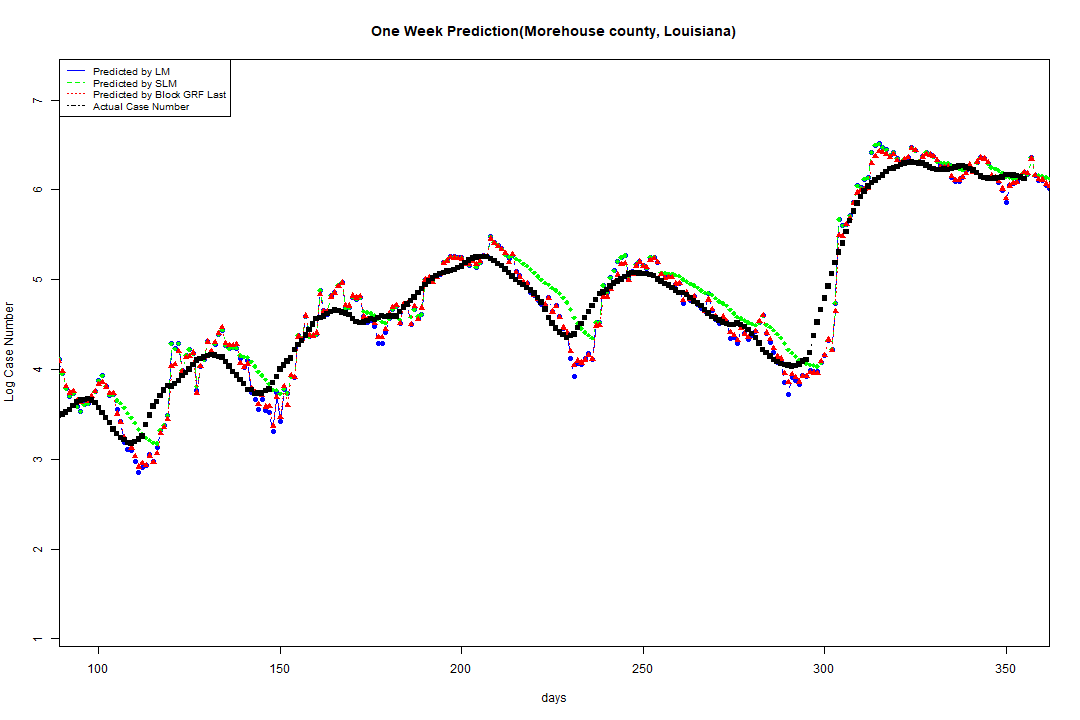 One Week Prediction(Morehouse county, Louisiana)
Predicted by LM
Predicted by SLM
Predicted by Block GRF Last
Actual Case Number
7
6
5
4
3
2
1
Log Case Number
100 150 200 250 300 350
days